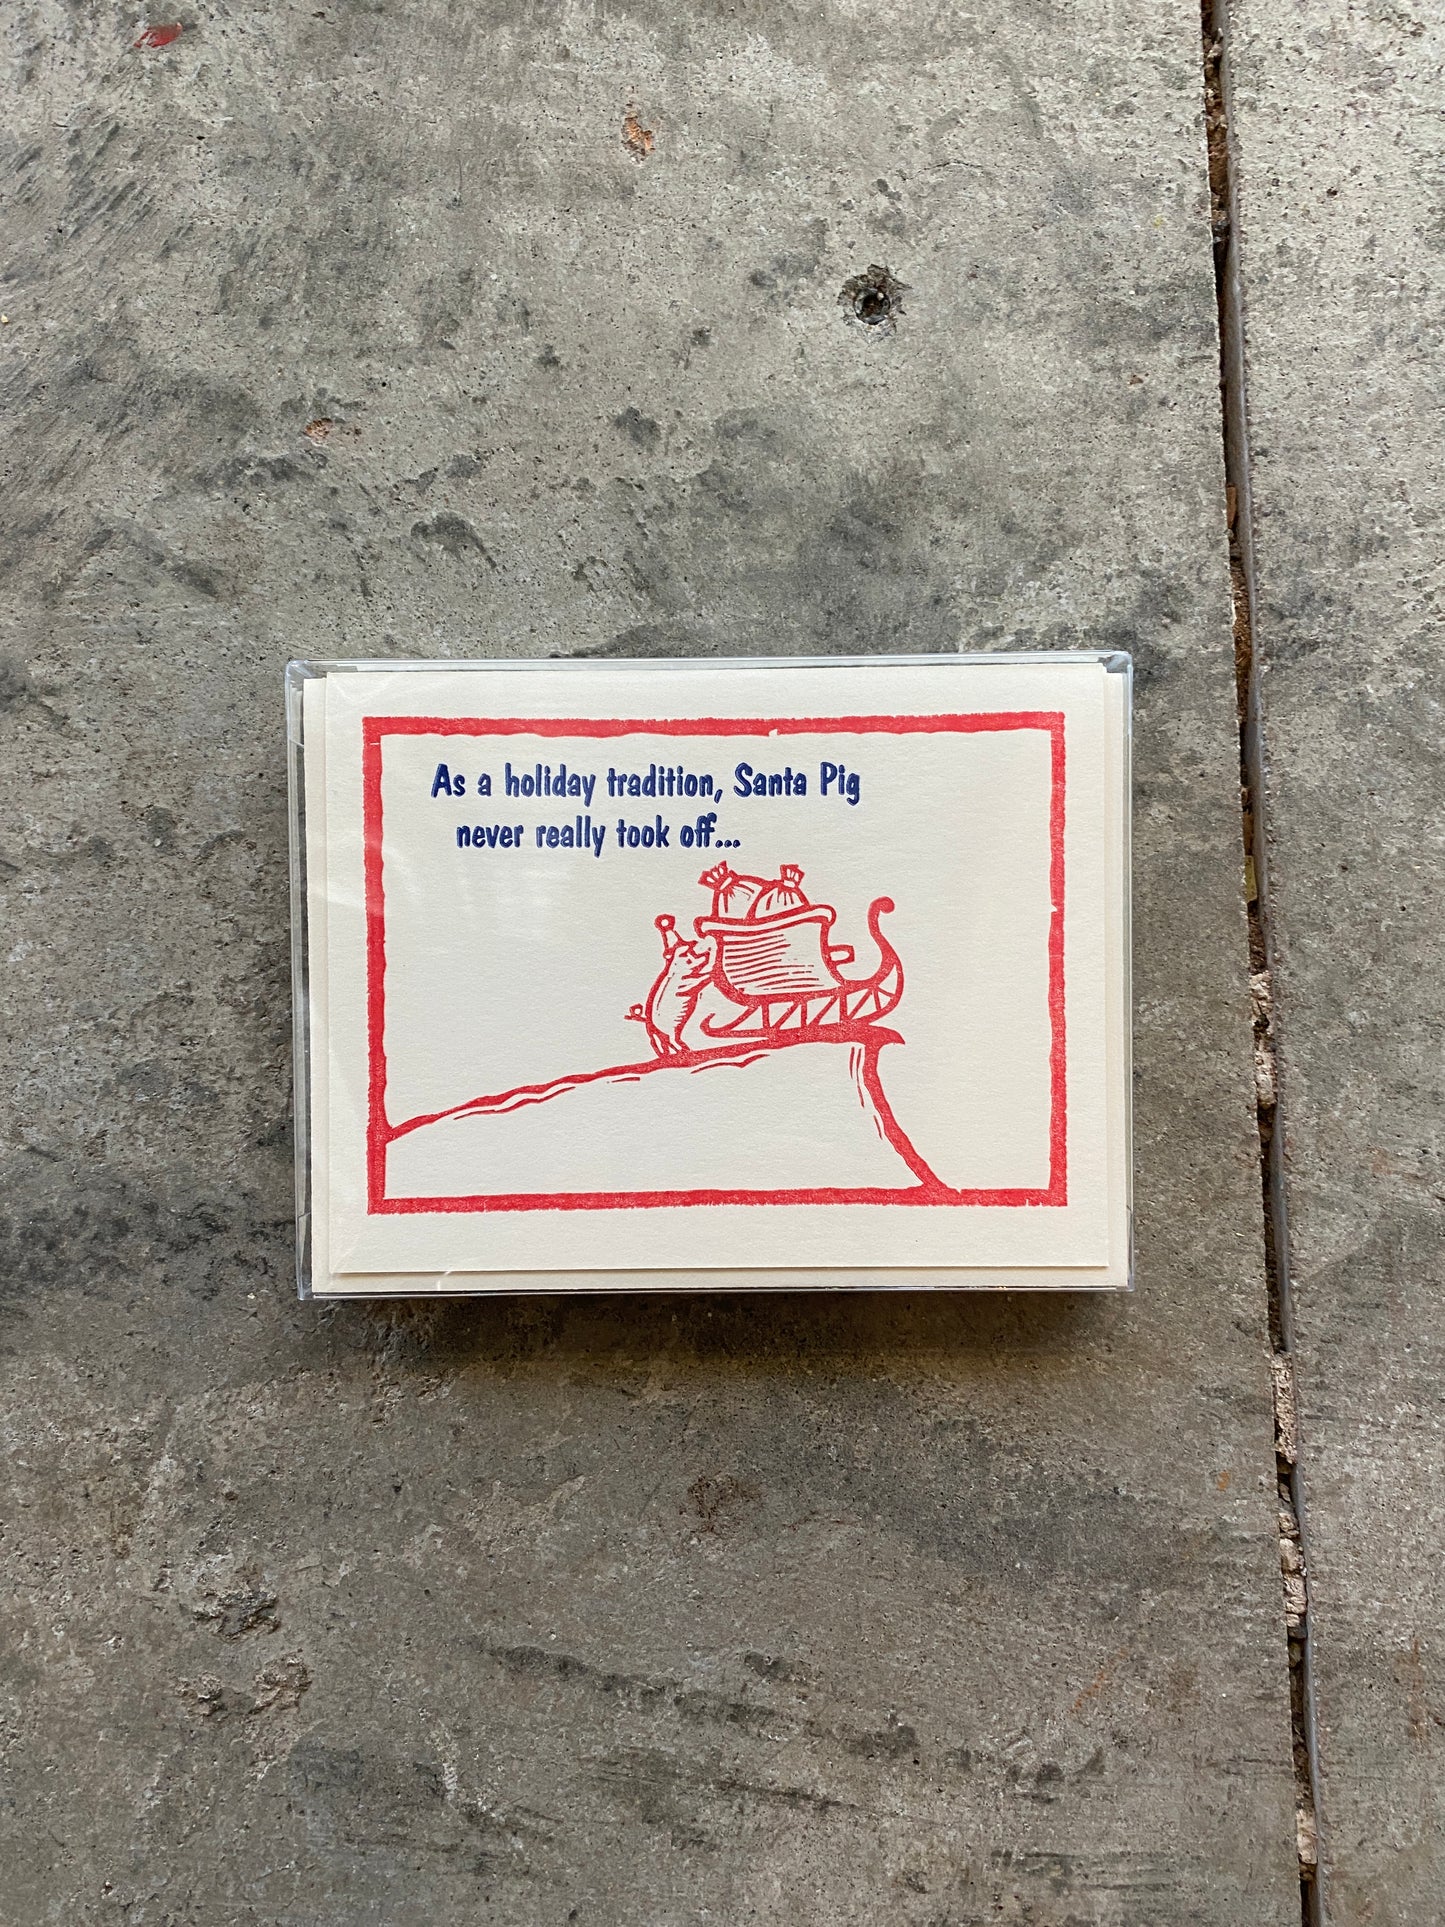 As a holiday tradition, Santa Pig
never really took off...